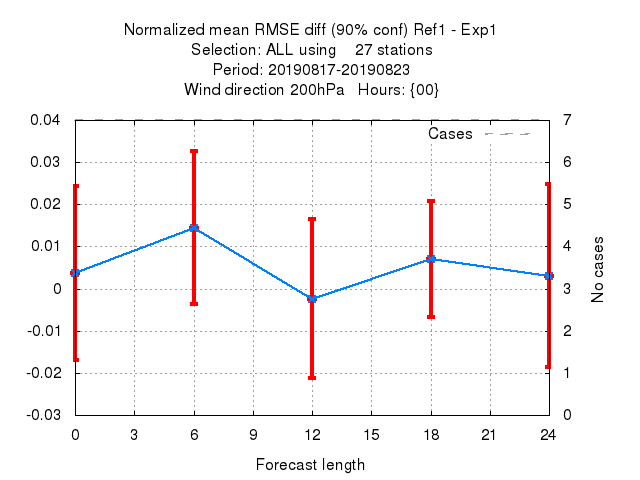 Normalized mean RMSE diff (90% conf) Ref1 - Exp1
Selection: ALL using    27 stations
Period: 20190817-20190823
Wind direction 200hPa   Hours: {00}
Cases
0.04
0.04
0.02
0.01
0
-0.01
-0.02
-0.03
7
6
5
4
3
2
1
0
No cases
0 3 6 9 12 15 18 21 24
Forecast length